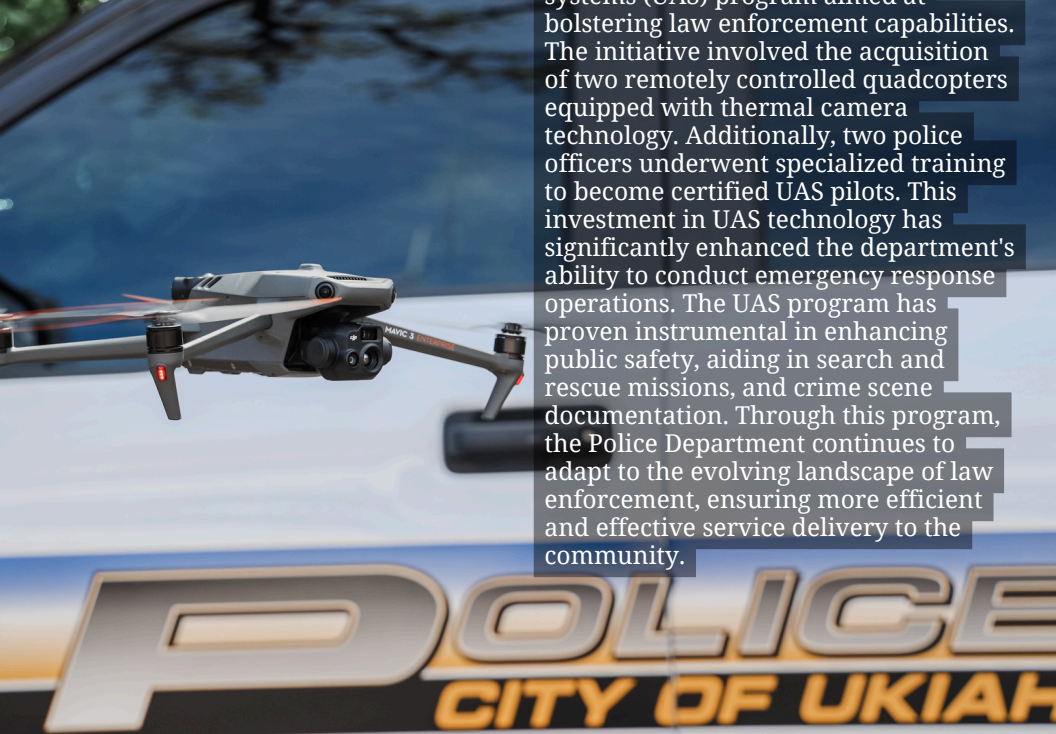 systems (UAS) program aimed at
bolstering law enforcement capabilities.
The initiative involved the acquisition
of two remotely controlled quadcopters
equipped with thermal camera
technology. Additionally, two police
officers underwent specialized training
to become certified UAS pilots. This
investment in UAS technology has
significantly enhanced the department's
ability to conduct emergency response
operations. The UAS program has
proven instrumental in enhancing
public safety, aiding in search and
rescue missions, and crime scene
documentation. Through this program,
the Police Department continues to
adapt to the evolving landscape of law
enforcement, ensuring more efficient
and effective service delivery to the
community.
MAVIC 3 ENTERPRISE
POLICE
CITY OF UKIAH